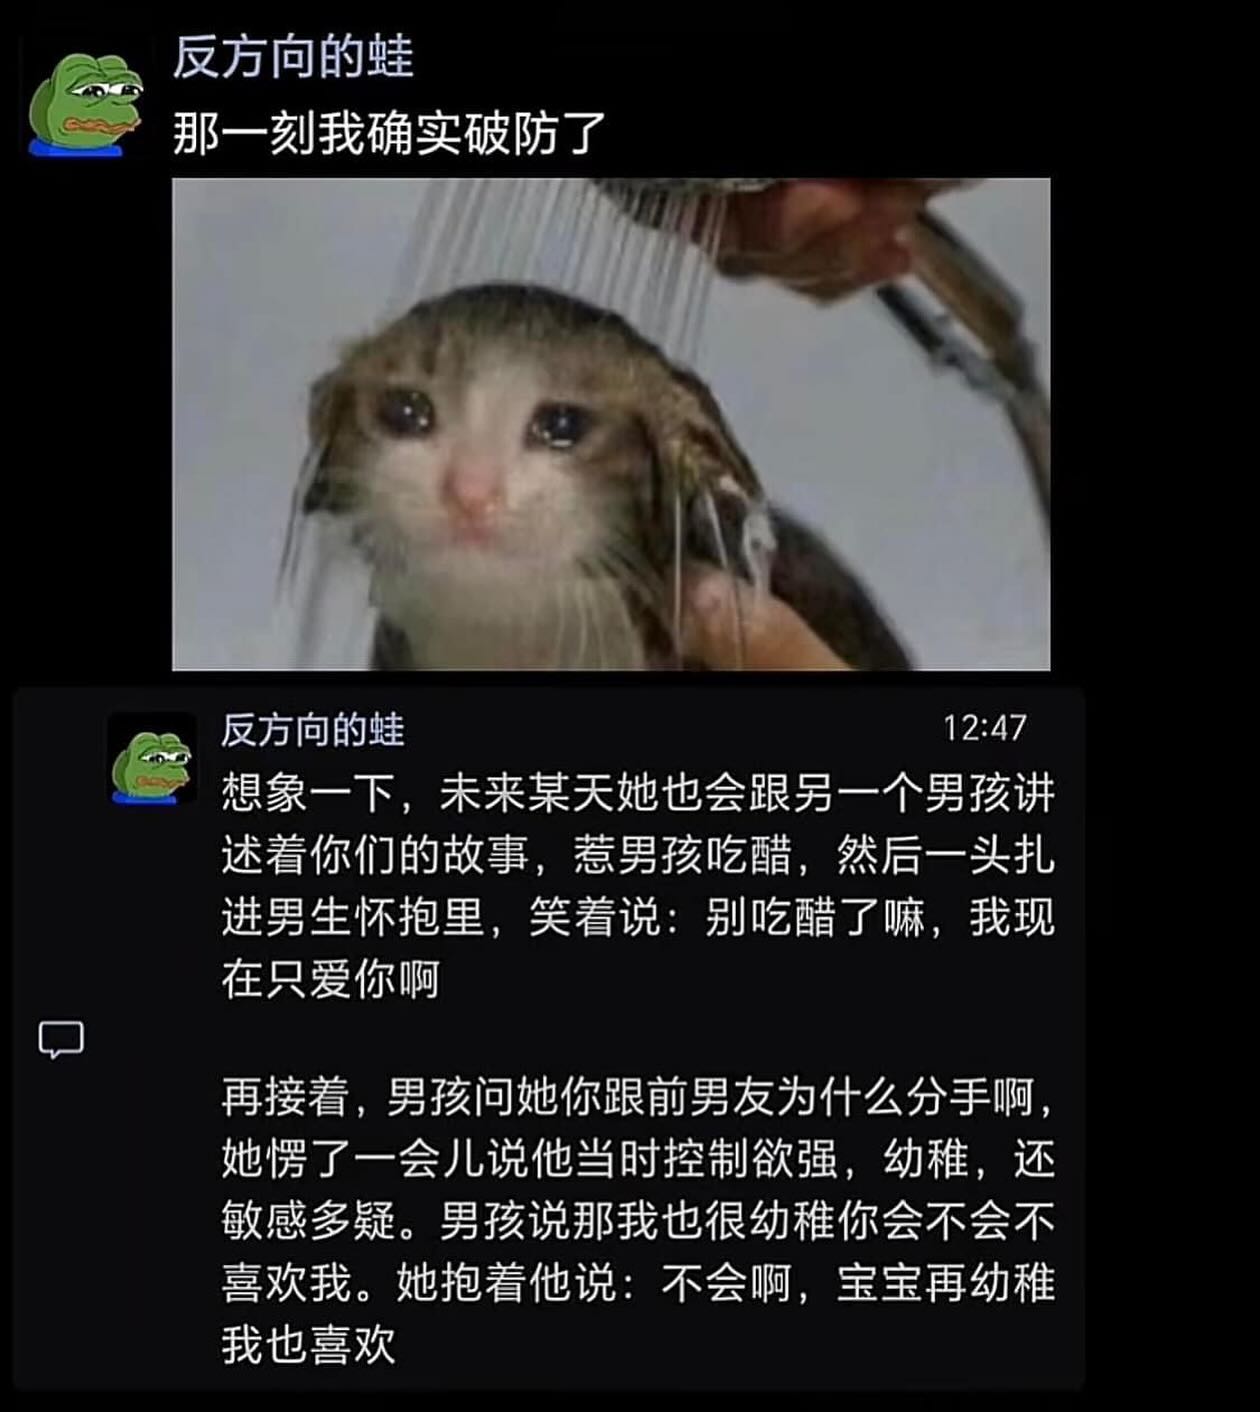 反方向的蛙
那一刻我确实破防了
反方向的蛙
12:47
想象一下，未来某天她也会跟另一个男孩讲
述着你们的故事，惹男孩吃醋，然后一头扎
进男生怀抱里，笑着说：别吃醋了嘛，我现
在只爱你啊
再接着，男孩问她你跟前男友为什么分手啊，
她愣了一会儿说他当时控制欲强，幼稚，还
敏感多疑。男孩说那我也很幼稚你会不会不
喜欢我。她抱着他说：不会啊，宝宝再幼稚
我也喜欢